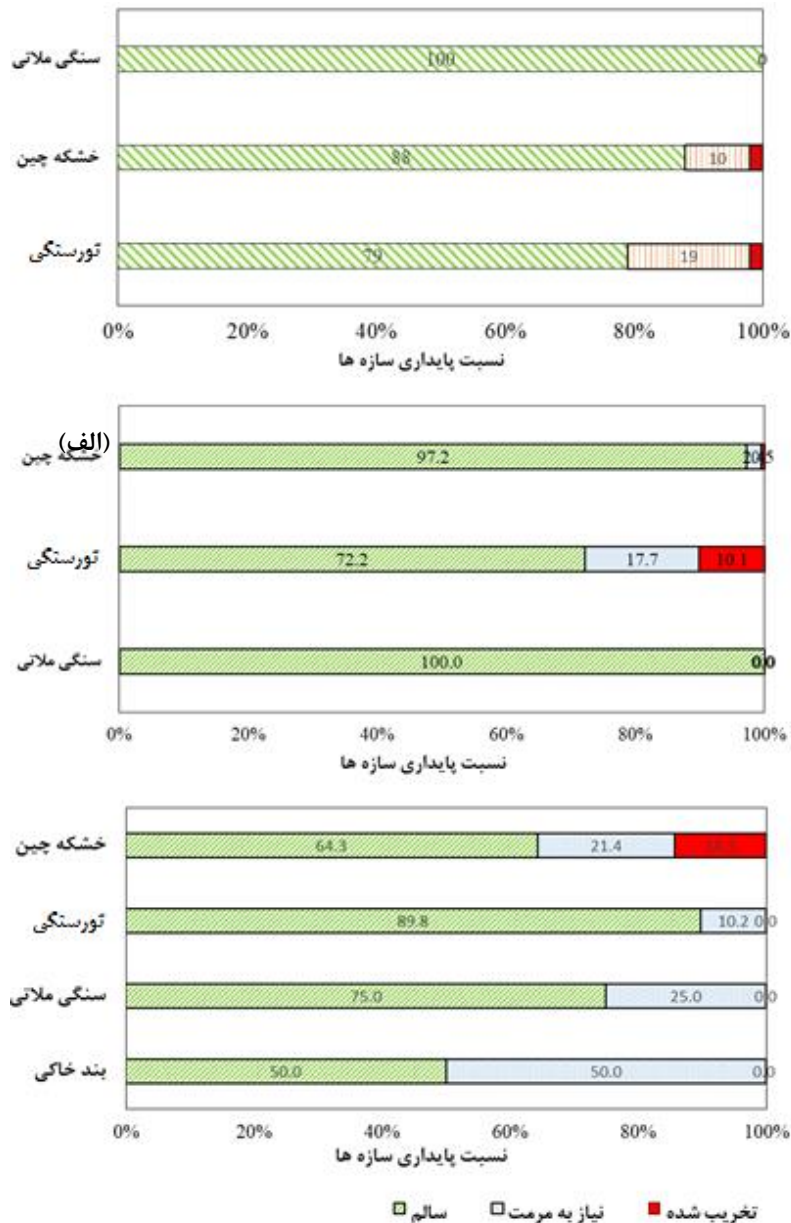 سنگی ملاتی 100 0
خشکه چین 88 10
تورسنگی 79 19
0% 20% 40% 60% 80% 100%
نسبت پایداری سازه ها
(الف)
خشکه چین 97.2
تورسنگی 72.2 17.7 10.1
سنگی ملاتی 100.0 0.0
0% 20% 40% 60% 80% 100%
نسبت پایداری سازه ها
خشکه چین 64.3 21.4
تورسنگی 89.8 10.2 0.0
سنگی ملاتی 75.0 25.0 0.0
بند خاکی 50.0 50.0 0.0
0% 20% 40% 60% 80% 100%
نسبت پایداری سازه ها
سالم نیاز به مرمت تخریب شده